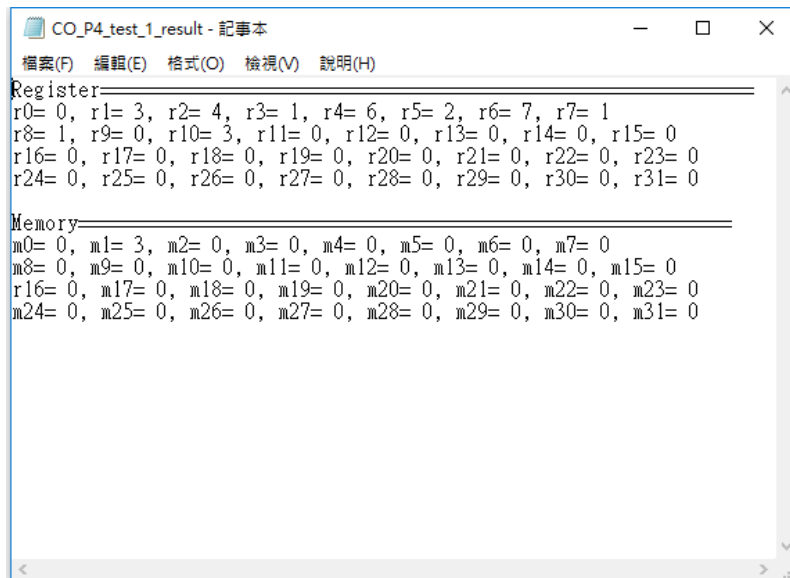 CO_P4_test_1_result - 記事本
檔案(F) 編輯(E) 格式(O) 檢視(V) 說明(H)
Register===========================================================
r0= 0, r1= 3, r2= 4, r3= 1, r4= 6, r5= 2, r6= 7, r7= 1
r8= 1, r9= 0, r10= 3, r11= 0, r12= 0, r13= 0, r14= 0, r15= 0
r16= 0, r17= 0, r18= 0, r19= 0, r20= 0, r21= 0, r22= 0, r23= 0
r24= 0, r25= 0, r26= 0, r27= 0, r28= 0, r29= 0, r30= 0, r31= 0
Memory===========================================================
m0= 0, m1= 3, m2= 0, m3= 0, m4= 0, m5= 0, m6= 0, m7= 0
m8= 0, m9= 0, m10= 0, m11= 0, m12= 0, m13= 0, m14= 0, m15= 0
r16= 0, m17= 0, m18= 0, m19= 0, m20= 0, m21= 0, m22= 0, m23= 0
m24= 0, m25= 0, m26= 0, m27= 0, m28= 0, m29= 0, m30= 0, m31= 0